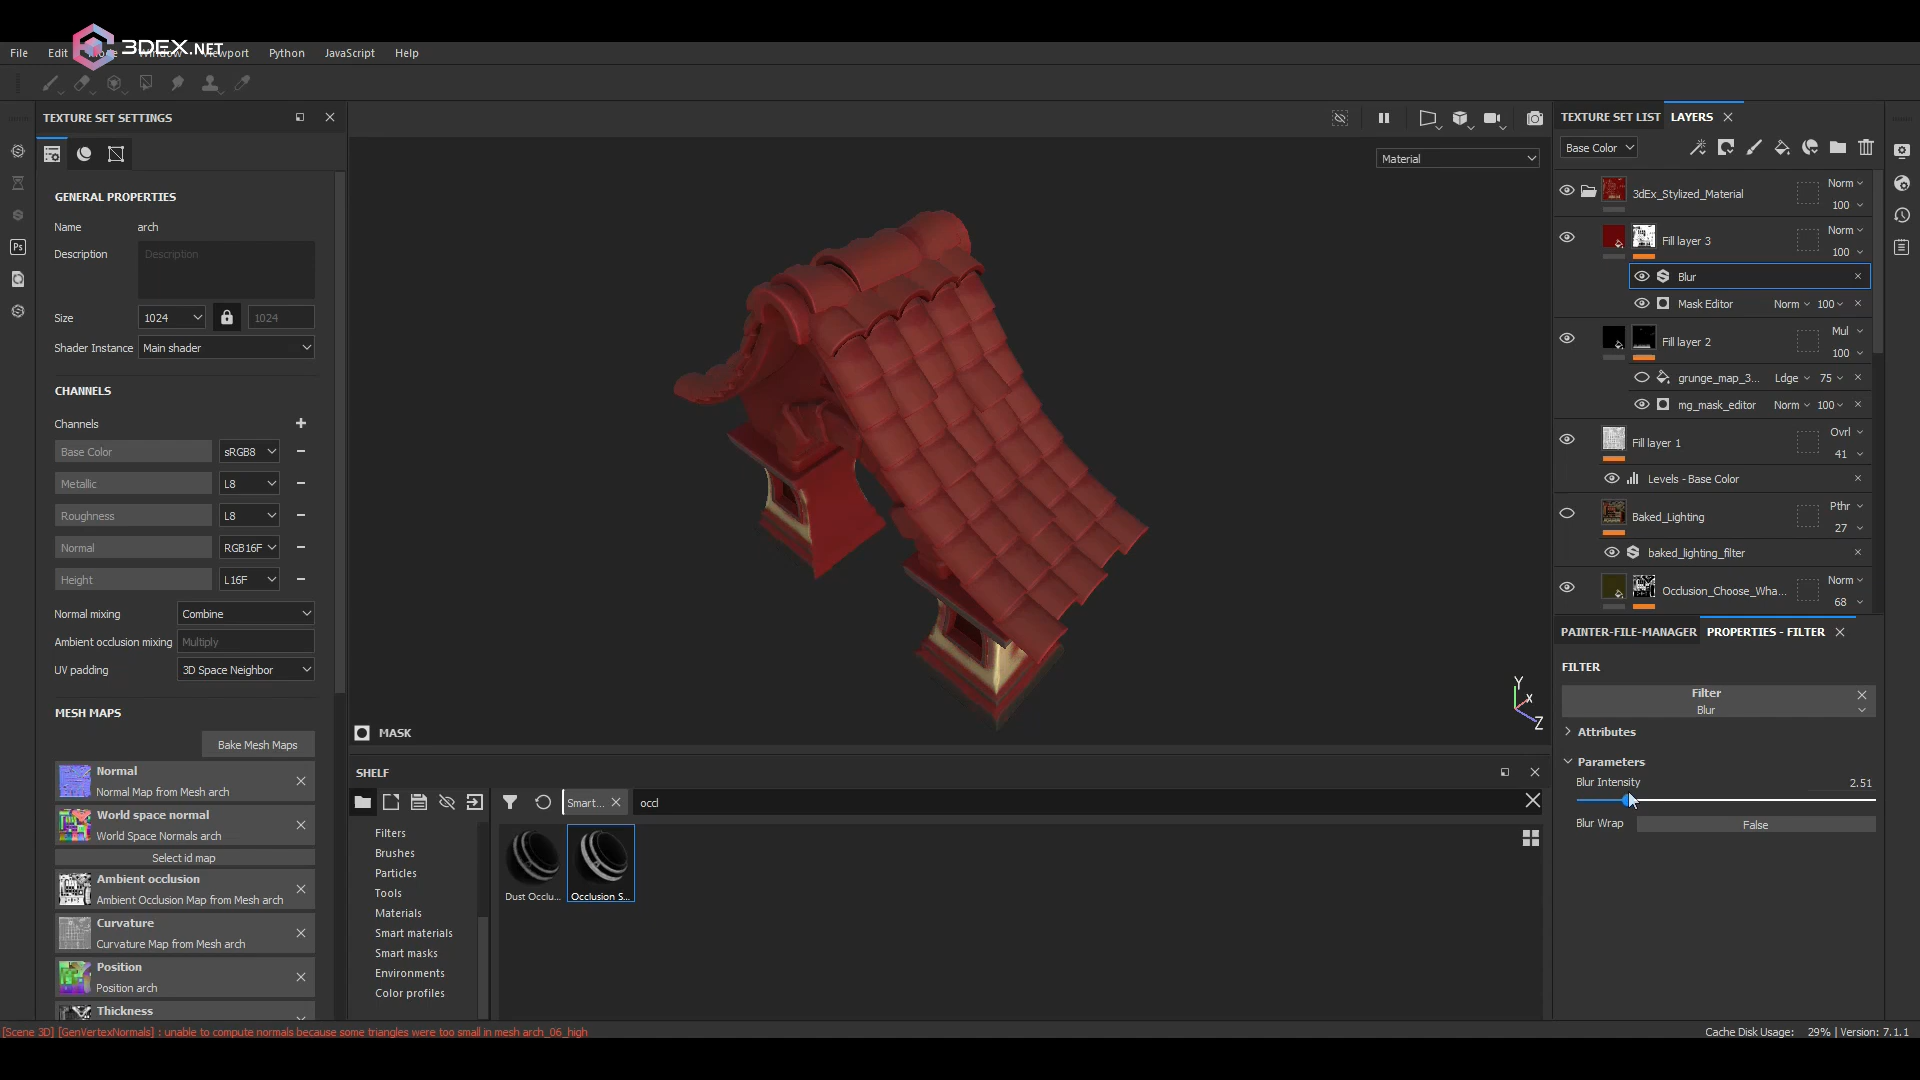 3DEX.NET
File Edit Mode Window Viewport Python JavaScript Help
TEXTURE SET SETTINGS
GENERAL PROPERTIES
Name arch
Description Description
Size 1024 1024
Shader Instance Main shader
CHANNELS
Channels
Base Color sRGB8
Metallic L8
Roughness L8
Normal RGB16F
Height L16F
Normal mixing Combine
Ambient occlusion mixing Multiply
UV padding 3D Space Neighbor
MESH MAPS
Bake Mesh Maps
Normal
Normal Map from Mesh arch
World space normal
World Space Normals arch
Select id map
Ambient occlusion
Ambient Occlusion Map from Mesh arch
Curvature
Curvature Map from Mesh arch
Position
Position arch
Thickness
Ps
Material
Y
X
Z
MASK
SHELF
Smart... occl
Filters
Brushes
Particles
Tools
Materials
Smart materials
Smart masks
Environments
Color profiles
Dust Occlu... Occlusion S...
TEXTURE SET LIST LAYERS
Base Color
3dEx_Stylized_Material Norm 100
Fill layer 3 Norm 100
Blur
Mask Editor Norm 100
Fill layer 2 Mul 100
grunge_map_3... Ldge 75
mg_mask_editor Norm 100
Fill layer 1 Ovrl 41
Levels - Base Color
Baked_Lighting Pthr 27
baked_lighting_filter
Occlusion_Choose_Wha... Norm 68
PAINTER-FILE-MANAGER PROPERTIES - FILTER
FILTER
Filter
Blur
Attributes
Parameters
Blur Intensity 2.51
Blur Wrap False
[Scene 3D] [GenVertexNormals] : unable to compute normals because some triangles were too small in mesh arch_06_high
Cache Disk Usage: 29% | Version: 7.1.1